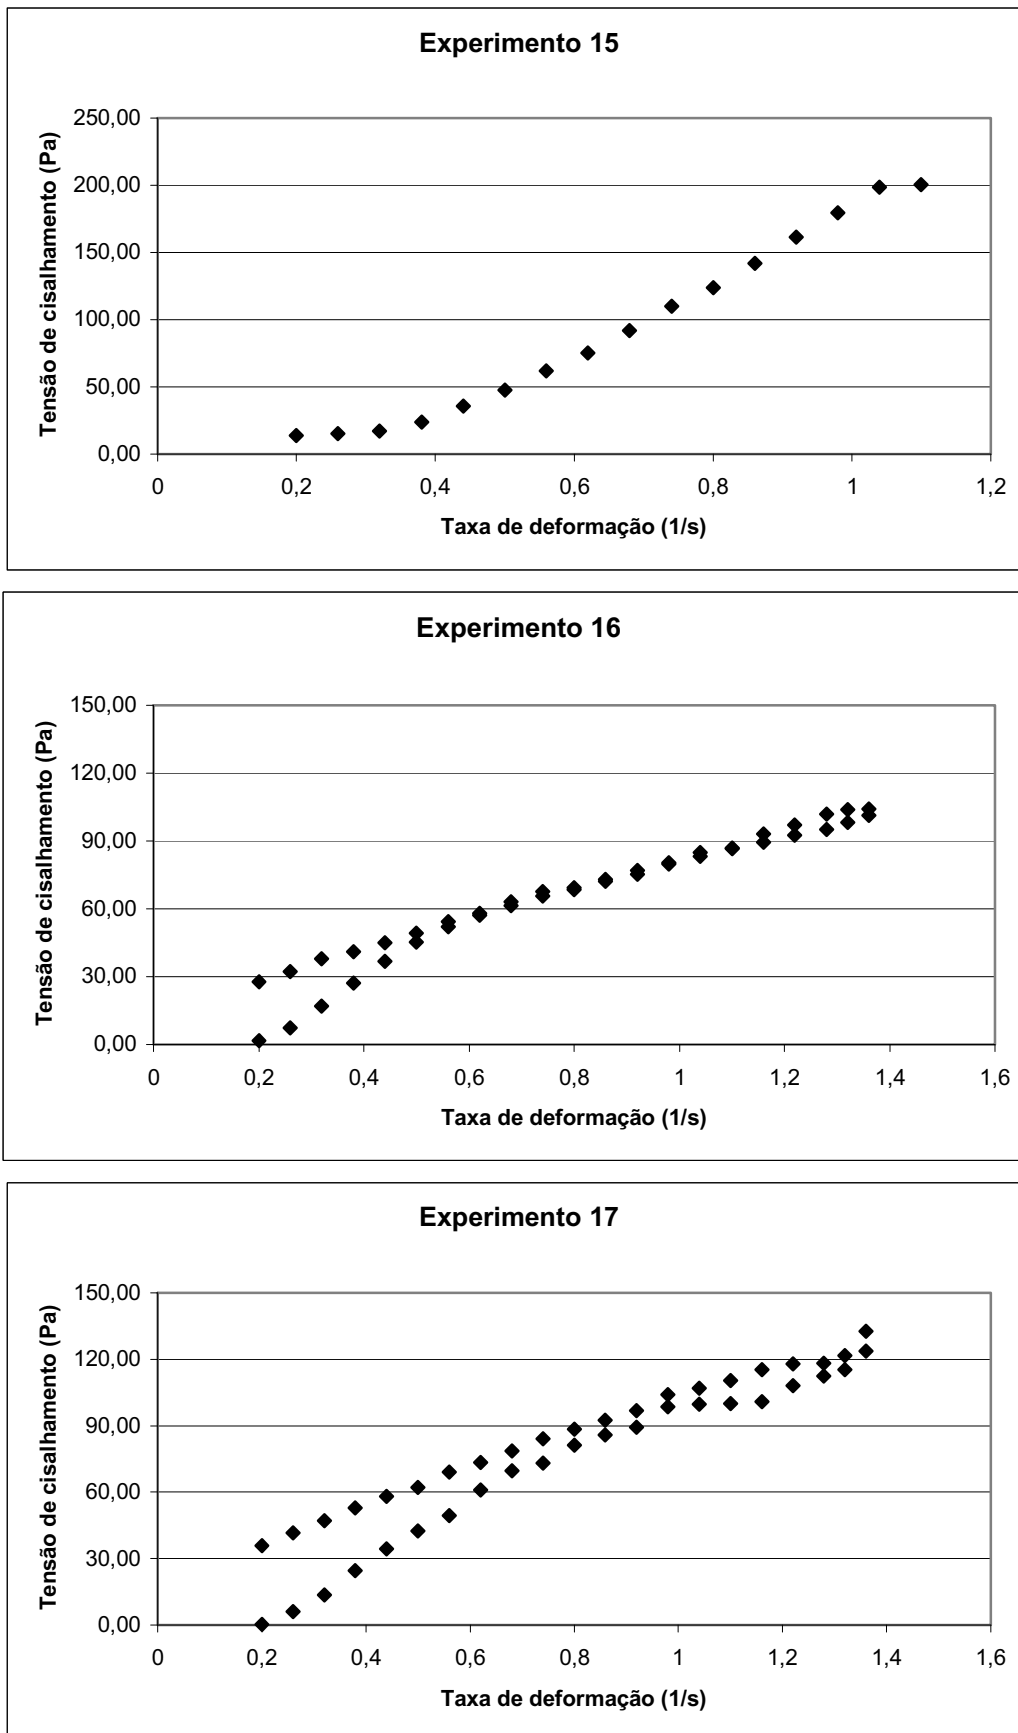 Experimento 15
250,00
200,00
150,00
100,00
50,00
0,00
Tensão de cisalhamento (Pa)
0 0,2 0,4 0,6 0,8 1 1,2
Taxa de deformação (1/s)
Experimento 16
150,00
120,00
90,00
60,00
30,00
0,00
Tensão de cisalhamento (Pa)
0 0,2 0,4 0,6 0,8 1 1,2 1,4 1,6
Taxa de deformação (1/s)
Experimento 17
150,00
120,00
90,00
60,00
30,00
0,00
Tensão de cisalhamento (Pa)
0 0,2 0,4 0,6 0,8 1 1,2 1,4 1,6
Taxa de deformação (1/s)